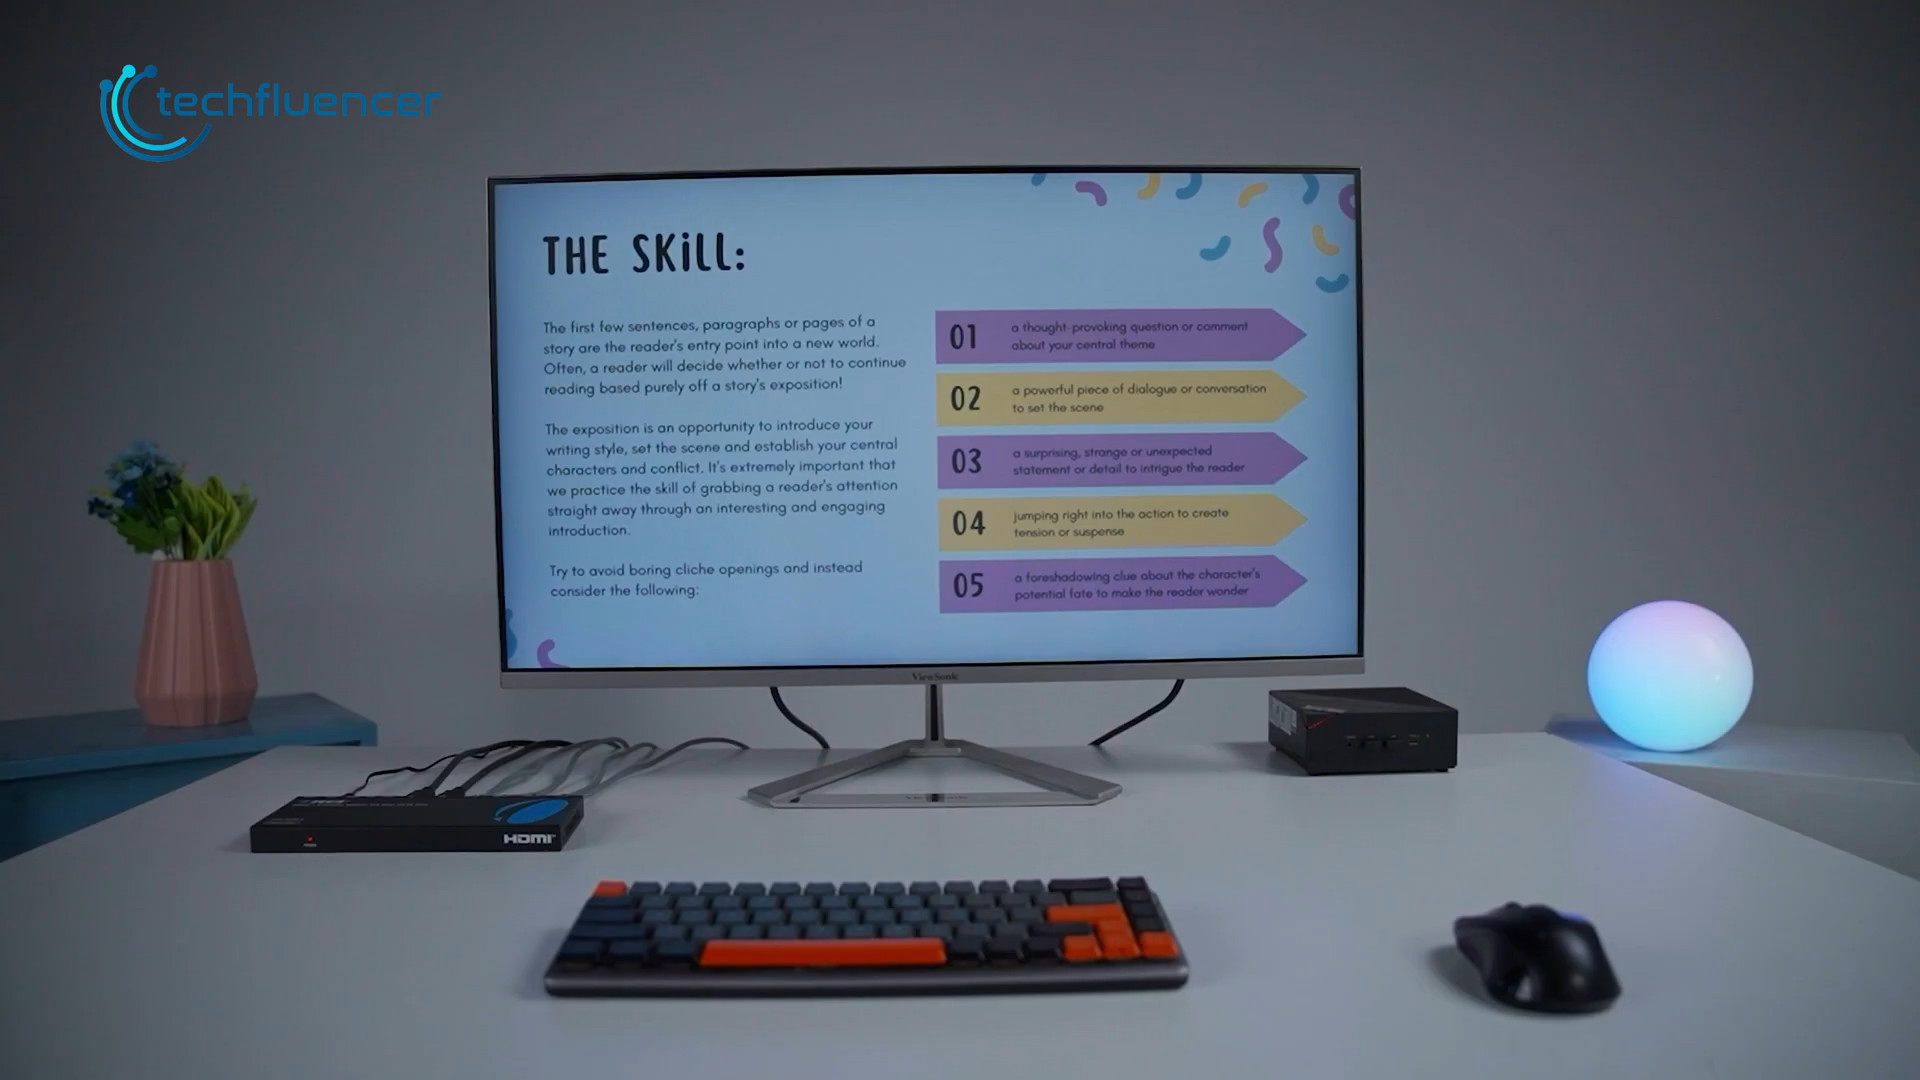 techfluencer
THE SKiLL:
The first few sentences, paragraphs or pages of a
story are the reader's entry point into a new world.
Often, a reader will decide whether or not to continue
reading based purely off a story's exposition!
The exposition is an opportunity to introduce your
writing style, set the scene and establish your central
characters and conflict. It's extremely important that
we practice the skill of grabbing a reader's attention
straight away through an interesting and engaging
introduction.
Try to avoid boring cliche openings and instead
consider the following:
01
a thought-provoking question or comment
about your central theme
02
a powerful piece of dialogue or conversation
to set the scene
03
a surprising, strange or unexpected
statement or detail to intrigue the reader
04
jumping right into the action to create
tension or suspense
05
a foreshadowing clue about the character's
potential fate to make the reader wonder
ViewSonic
HDMI